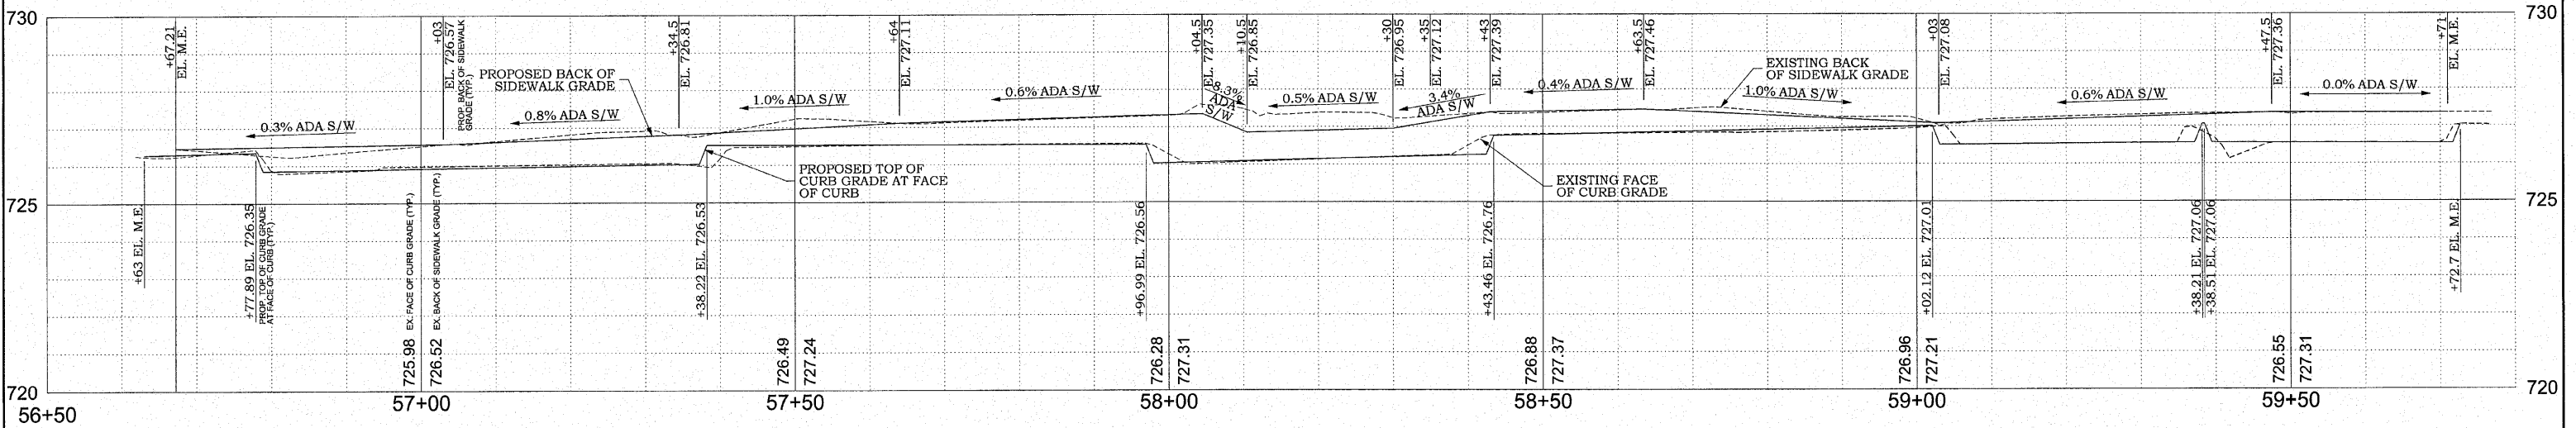 730
730
+67.21
EL. M.E.
+03
EL. 726.57
PROP. BACK OF SIDEWALK
GRADE (TYP.)
+34.5
EL. 726.81
+64
EL. 727.11
+04.5
EL. 727.35
+10.5
EL. 726.85
+30
EL. 726.95
+35
EL. 727.12
+43
EL. 727.39
+63.5
EL. 727.46
+03
EL. 727.08
+47.5
EL. 727.36
+71
EL. M.E.
PROPOSED BACK OF
SIDEWALK GRADE
EXISTING BACK
OF SIDEWALK GRADE
0.3% ADA S/W
0.8% ADA S/W
1.0% ADA S/W
0.6% ADA S/W
8.3%
ADA
S/W
0.5% ADA S/W
3.4%
ADA S/W
0.4% ADA S/W
1.0% ADA S/W
0.6% ADA S/W
0.0% ADA S/W
PROPOSED TOP OF
CURB GRADE AT FACE
OF CURB
EXISTING FACE
OF CURB GRADE
725
725
+63 EL. M.E.
+77.89 EL. 726.35
PROP. TOP OF CURB GRADE
AT FACE OF CURB (TYP.)
EX. FACE OF CURB GRADE (TYP.)
EX. BACK OF SIDEWALK GRADE (TYP.)
+38.22 EL. 726.53
+96.99 EL. 726.56
+43.46 EL. 726.76
+02.12 EL. 727.01
+38.21 EL. 727.06
+38.51 EL. 727.06
+72.7 EL. M.E.
725.98
726.52
726.49
727.24
726.28
727.31
726.88
727.37
726.96
727.21
726.55
727.31
720
720
56+50
57+00
57+50
58+00
58+50
59+00
59+50